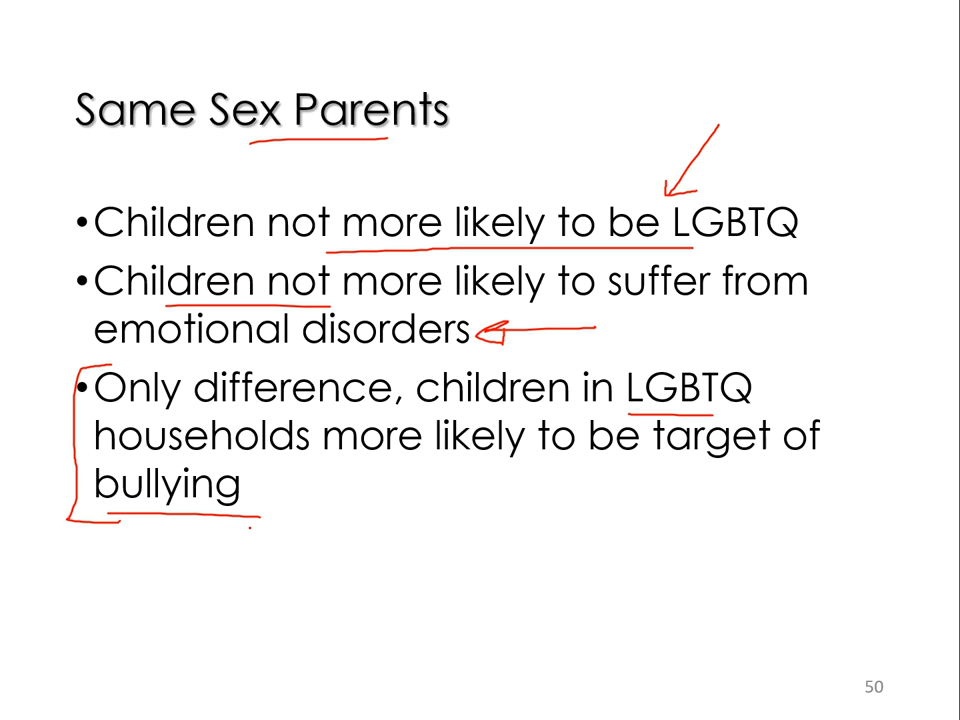 Same Sex Parents
•Children not more likely to be LGBTQ
•Children not more likely to suffer from
emotional disorders
•Only difference, children in LGBTQ
households more likely to be target of
bullying
50